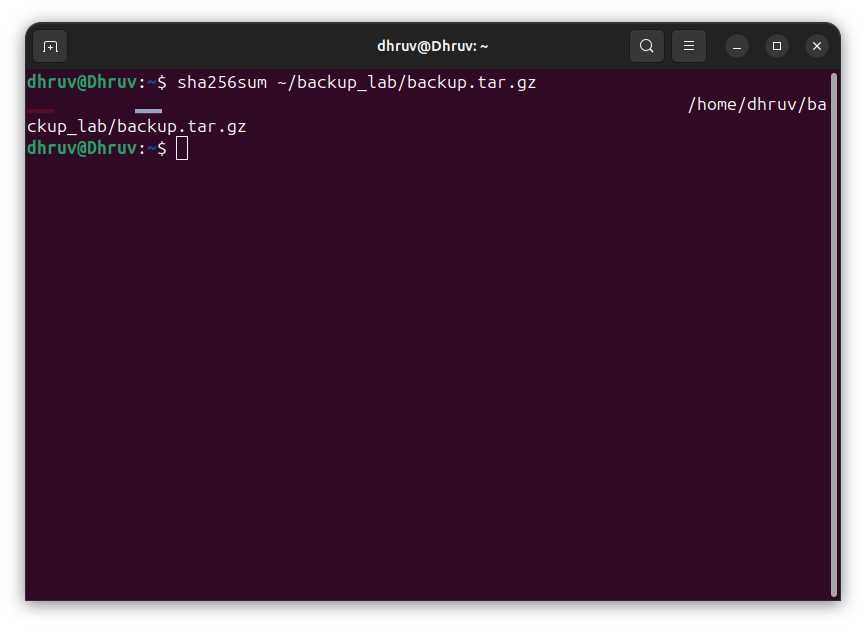 dhruv@Dhruv: ~
dhruv@Dhruv:~$ sha256sum ~/backup_lab/backup.tar.gz
/home/dhruv/ba
ckup_lab/backup.tar.gz
dhruv@Dhruv:~$